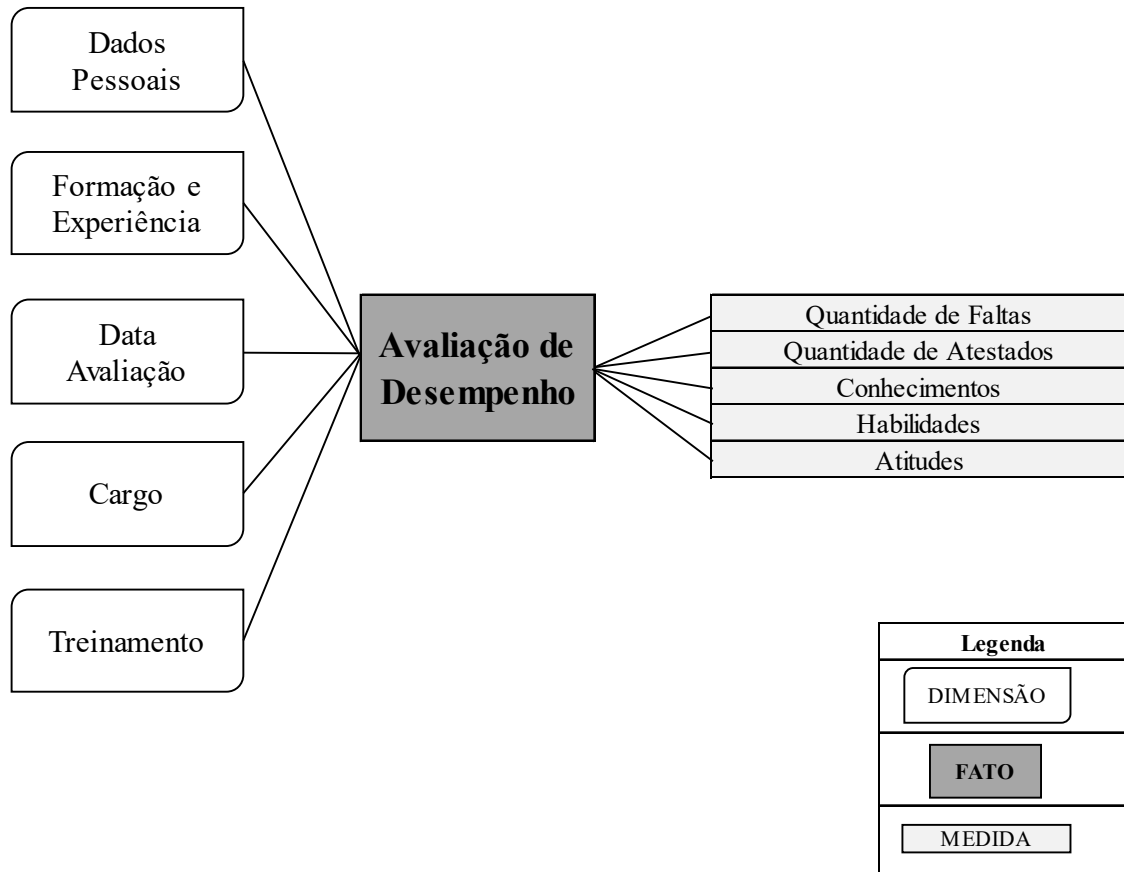 Dados
Pessoais
Formação e
Experiência
Data
Avaliação
Cargo
Treinamento
Avaliação de
Desempenho
Quantidade de Faltas
Quantidade de Atestados
Conhecimentos
Habilidades
Atitudes
Legenda
DIMENSÃO
FATO
MEDIDA